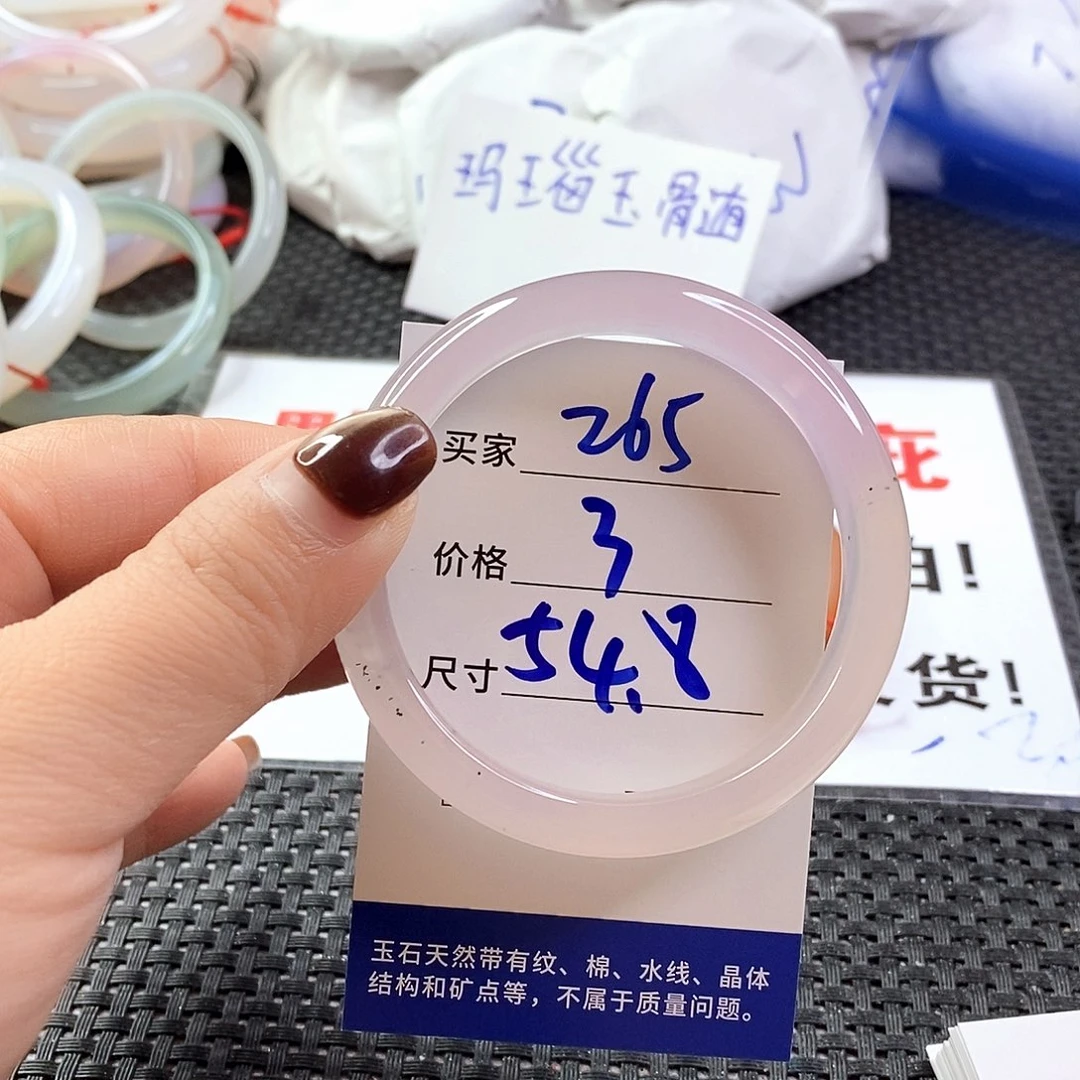 玛瑙玉骨髓
买家 265
价格 3
尺寸 54.8
货!
玉石天然带有纹、棉、水线、晶体
结构和矿点等，不属于质量问题。